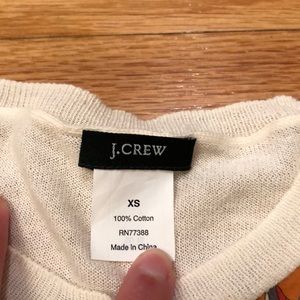 J.CREW
XS
100% Cotton
RN77388
Made in China